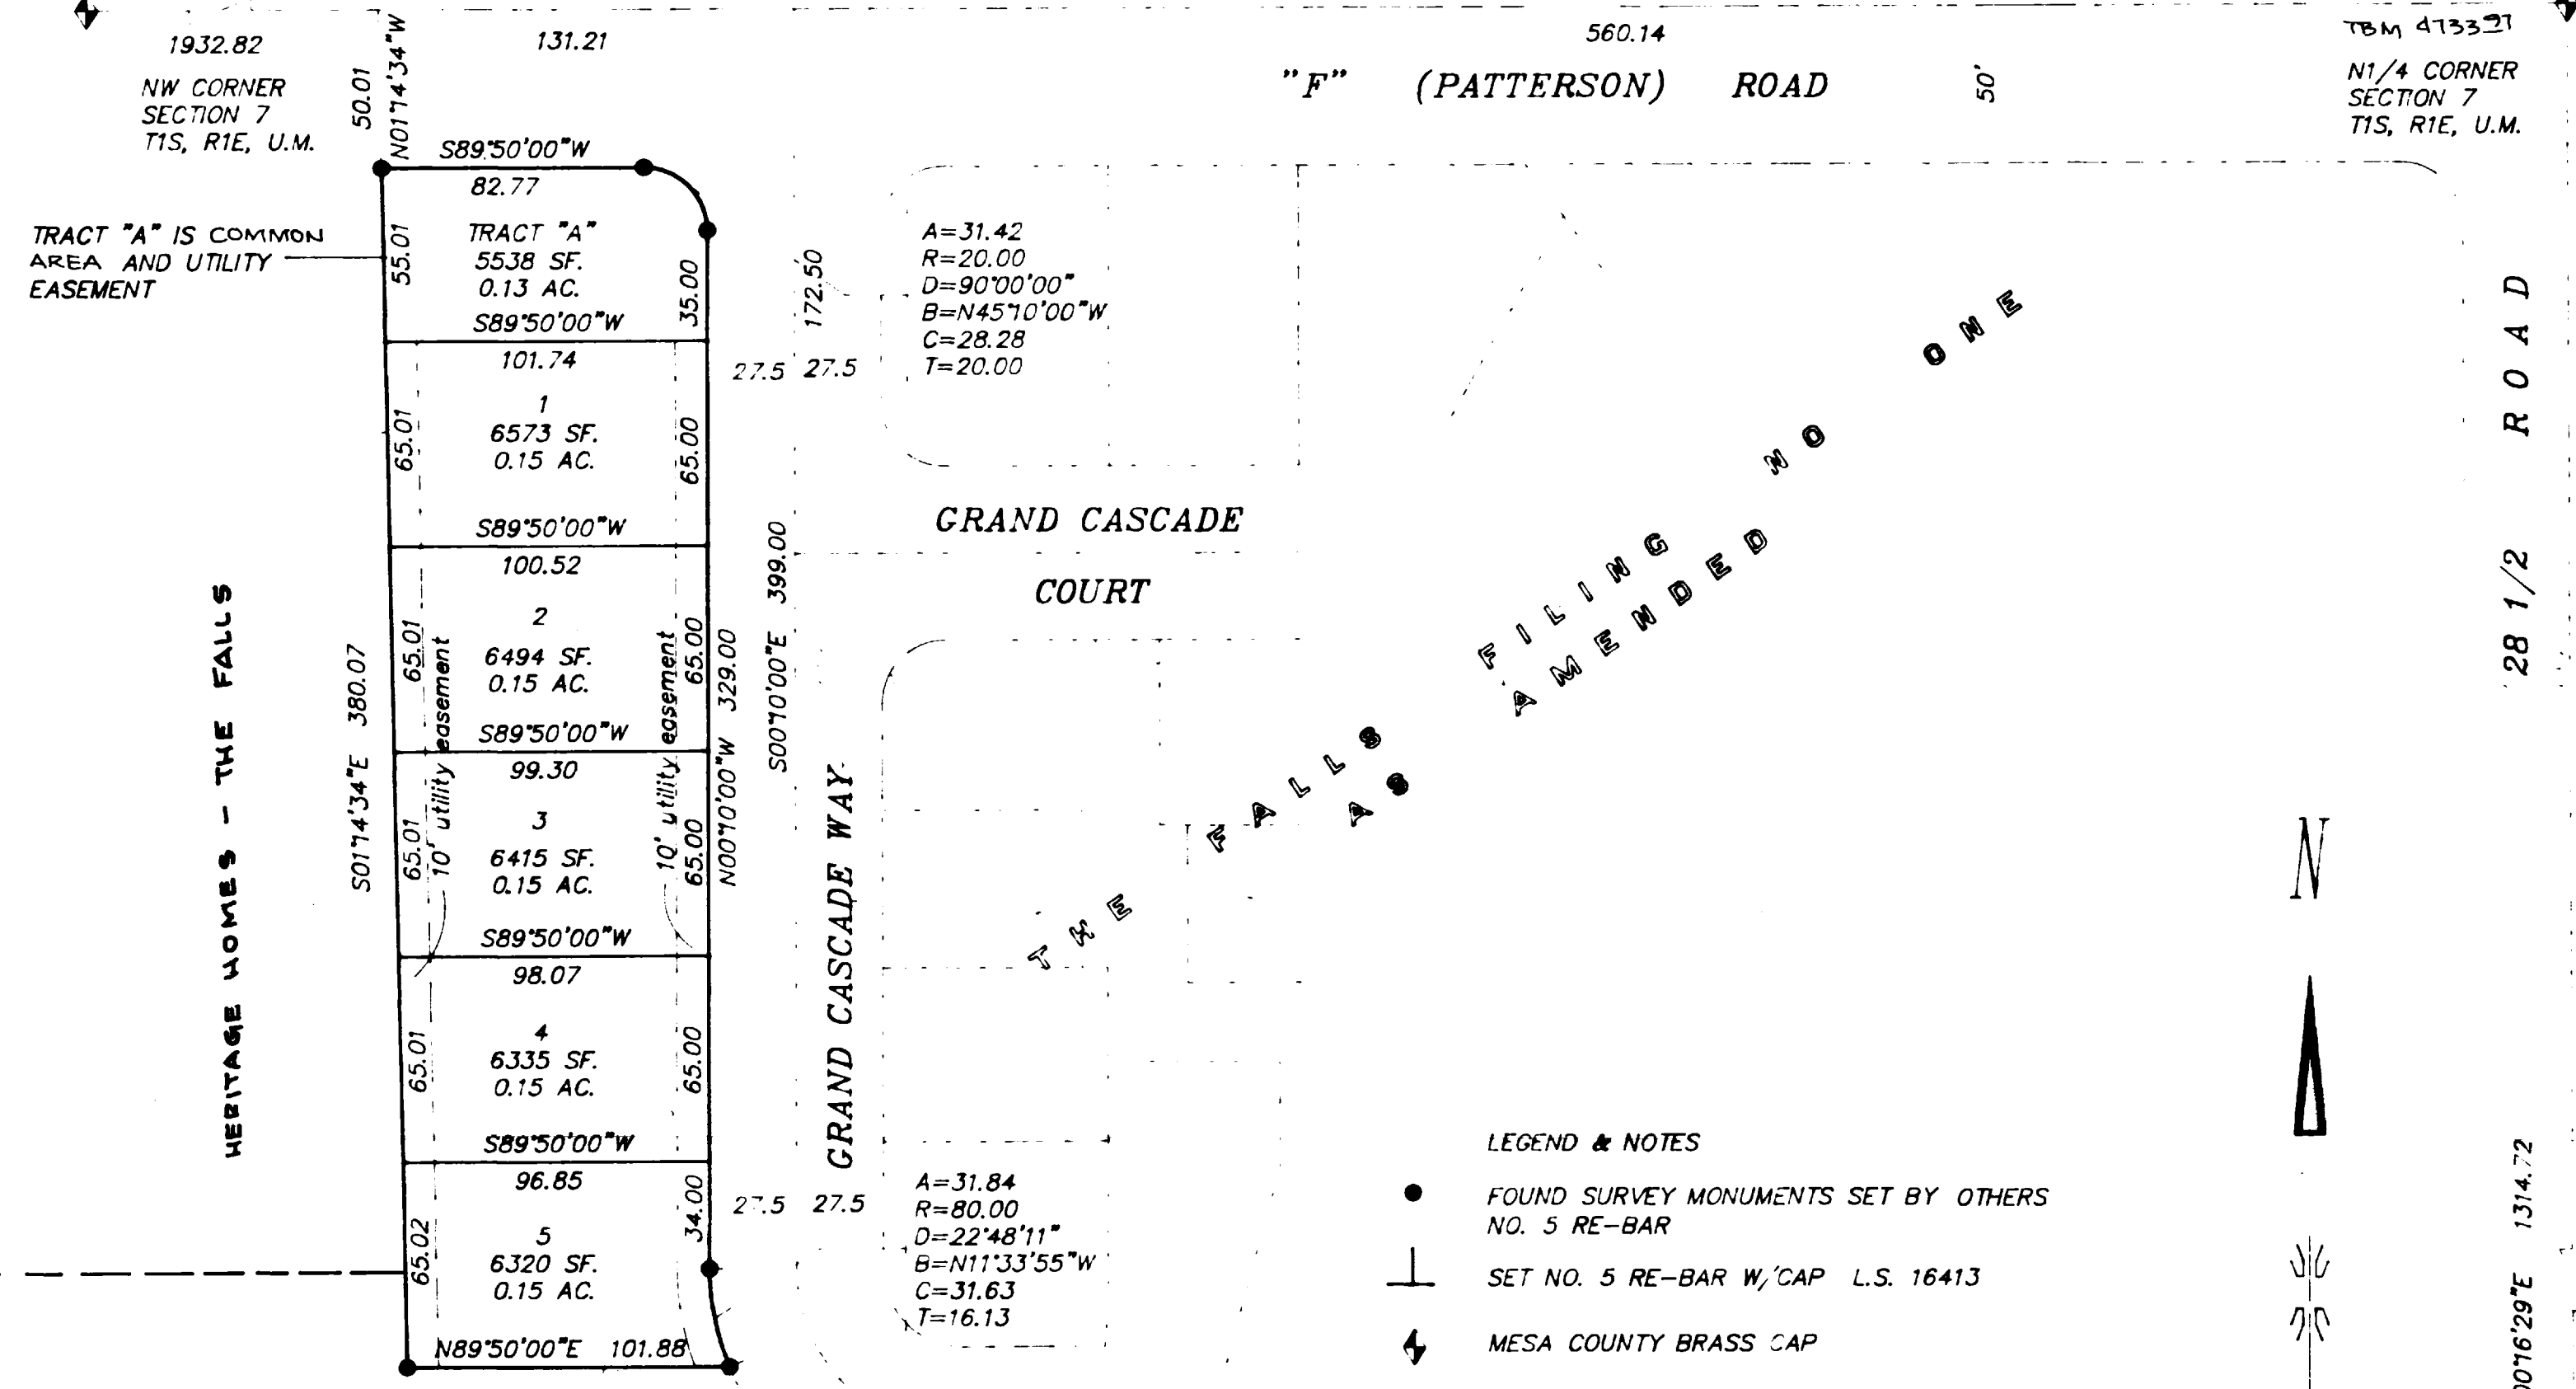 1932.82
NW CORNER
SECTION 7
T1S, R1E, U.M.
50.01
N01°14'34"W
131.21
560.14
"F" (PATTERSON) ROAD
50'
TBM 473397
N1/4 CORNER
SECTION 7
T1S, R1E, U.M.
S89°50'00"W
82.77
TRACT "A" IS COMMON
AREA AND UTILITY
EASEMENT
55.01
TRACT "A"
5538 SF.
0.13 AC.
S89°50'00"W
35.00
172.50
A=31.42
R=20.00
D=90°00'00"
B=N45°10'00"W
C=28.28
T=20.00
101.74
27.5 27.5
65.01
1
6573 SF.
0.15 AC.
65.00
S89°50'00"W
100.52
65.01
2
6494 SF.
0.15 AC.
65.00
S89°50'00"W
99.30
65.01
3
6415 SF.
0.15 AC.
65.00
S89°50'00"W
98.07
65.01
4
6335 SF.
0.15 AC.
65.00
S89°50'00"W
96.85
65.02
5
6320 SF.
0.15 AC.
34.00
N89°50'00"E 101.88
10' utility easement
10' utility easement
HERITAGE HOMES - THE FALLS
S01°14'34"E 380.07
N00°10'00"W 329.00
S00°10'00"E 399.00
GRAND CASCADE WAY
GRAND CASCADE
COURT
THE FALLS FILING NO ONE
AS AMENDED
28 1/2 ROAD
27.5 27.5
A=31.84
R=80.00
D=22°48'11"
B=N11°33'55"W
C=31.63
T=16.13
N
LEGEND & NOTES
FOUND SURVEY MONUMENTS SET BY OTHERS
NO. 5 RE-BAR
SET NO. 5 RE-BAR W/CAP L.S. 16413
MESA COUNTY BRASS CAP
00°16'29"E 1314.72